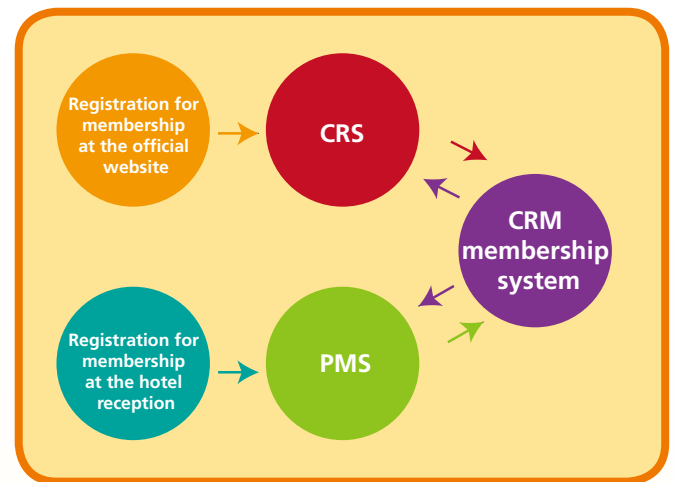 Registration for
membership
at the official
website
CRS
CRM
membership
system
Registration for
membership
at the hotel
reception
PMS